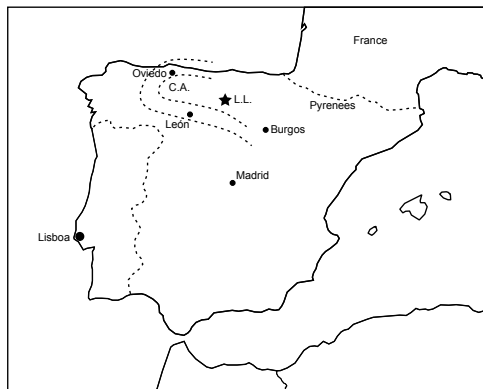 France
Oviedo
C.A.
L.L.
Pyrenees
León
Burgos
Madrid
Lisboa